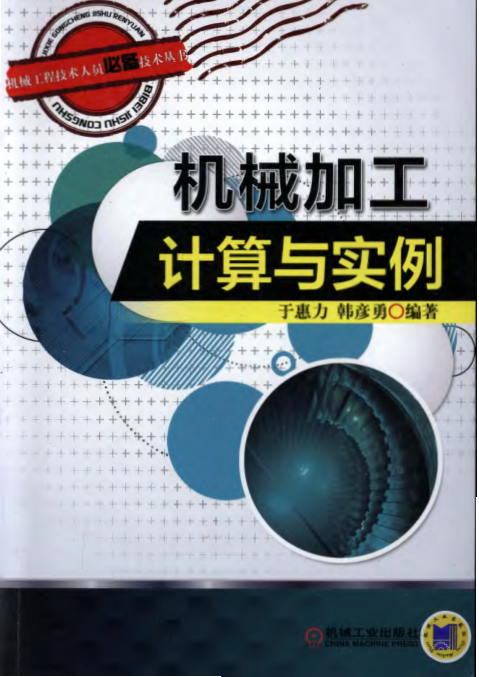 JIXIE GONGCHENG JISHU RENYUAN
机械工程技术人员必备技术丛书
BIBEI JISHU CONGSHU
机械加工
计算与实例
于惠力 韩彦勇 编著
机械工业出版社
CHINA MACHINE PRESS